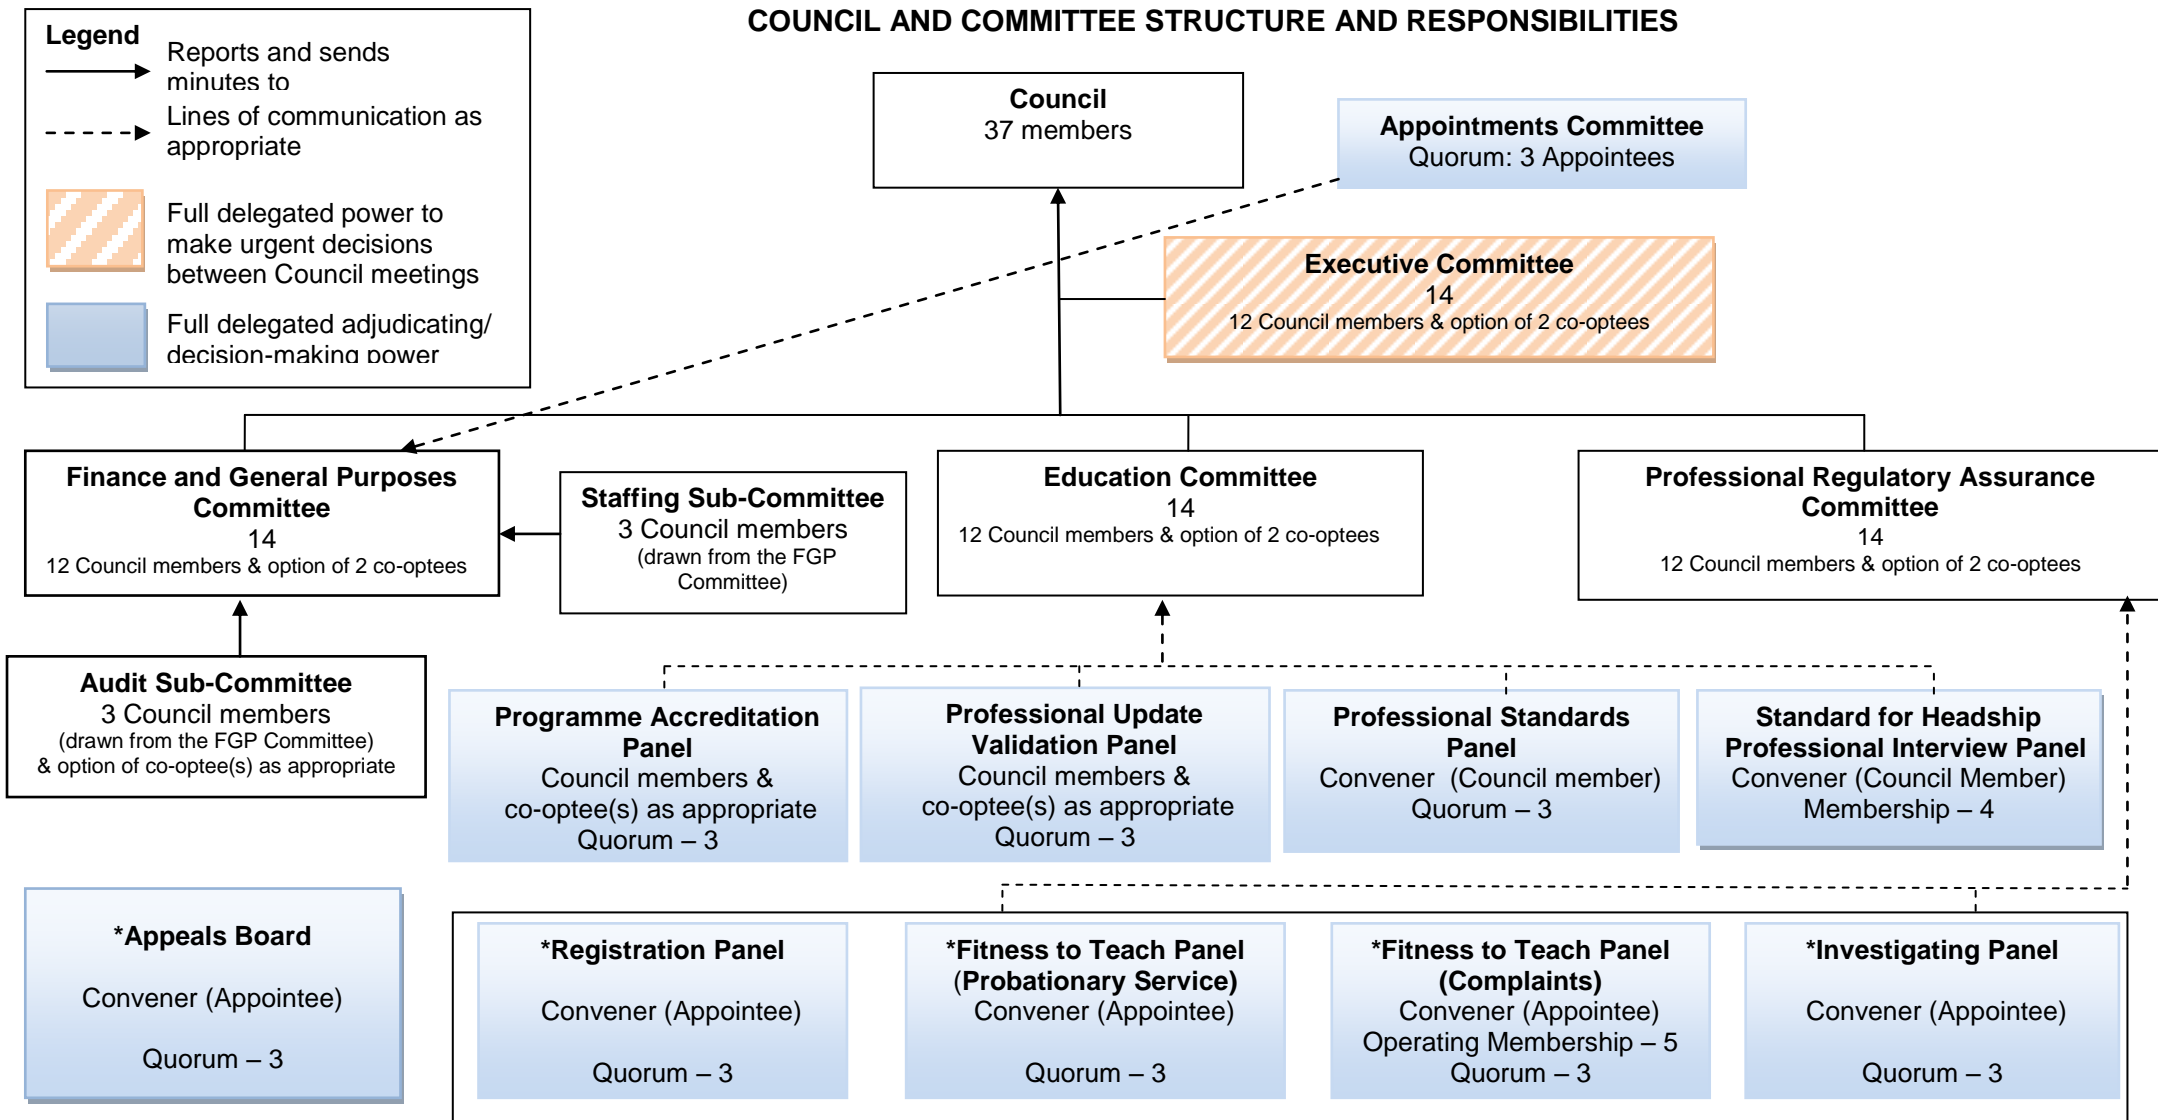 COUNCIL AND COMMITTEE STRUCTURE AND RESPONSIBILITIES
Legend
Reports and sends
minutes to
Lines of communication as
appropriate
Full delegated power to
make urgent decisions
between Council meetings
Full delegated adjudicating/
decision-making power
Council
37 members
Appointments Committee
Quorum: 3 Appointees
Executive Committee
14
12 Council members & option of 2 co-optees
Finance and General Purposes
Committee
14
12 Council members & option of 2 co-optees
Staffing Sub-Committee
3 Council members
(drawn from the FGP
Committee)
Education Committee
14
12 Council members & option of 2 co-optees
Professional Regulatory Assurance
Committee
14
12 Council members & option of 2 co-optees
Audit Sub-Committee
3 Council members
(drawn from the FGP Committee)
& option of co-optee(s) as appropriate
Programme Accreditation
Panel
Council members &
co-optee(s) as appropriate
Quorum – 3
Professional Update
Validation Panel
Council members &
co-optee(s) as appropriate
Quorum – 3
Professional Standards
Panel
Convener (Council member)
Quorum – 3
Standard for Headship
Professional Interview Panel
Convener (Council Member)
Membership – 4
*Appeals Board
Convener (Appointee)
Quorum – 3
*Registration Panel
Convener (Appointee)
Quorum – 3
*Fitness to Teach Panel
(Probationary Service)
Convener (Appointee)
Quorum – 3
*Fitness to Teach Panel
(Complaints)
Convener (Appointee)
Operating Membership – 5
Quorum – 3
*Investigating Panel
Convener (Appointee)
Quorum – 3